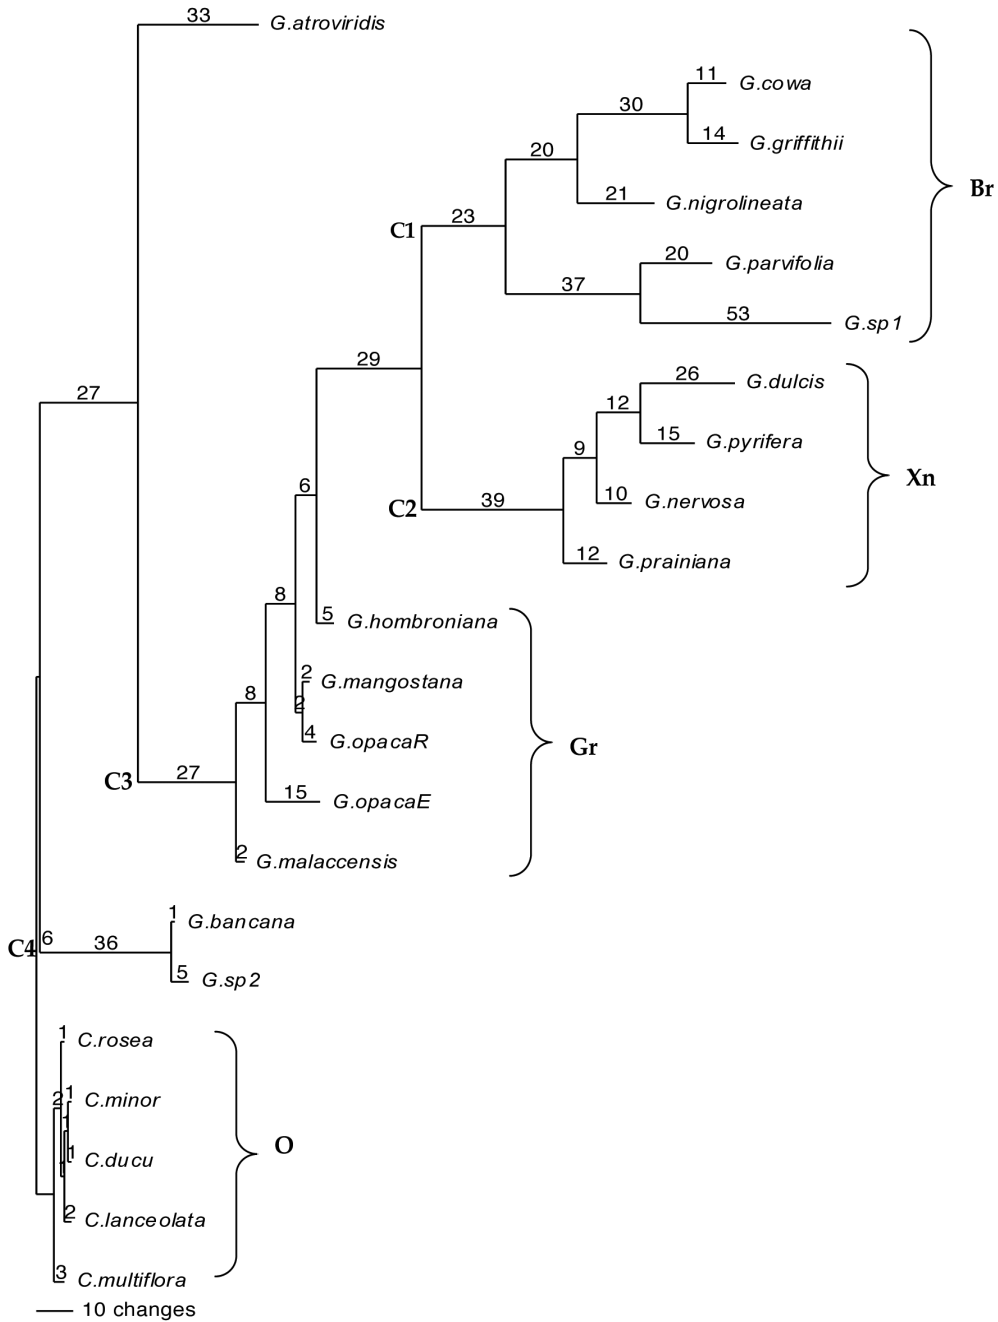 33 G.atroviridis
11 G.cowa
30
14 G.griffithii
20
Br
21 G.nigrolineata
C1 23
20 G.parvifolia
37
53 G.sp1
29
26 G.dulcis
27
12
15 G.pyrifera
9
Xn
6
10 G.nervosa
C2 39
12 G.prainiana
8
5 G.hombroniana
2 G.mangostana
8
2
4 G.opacaR
Gr
C3 27
15 G.opacaE
2 G.malaccensis
1 G.bancana
C4 6 36
5 G.sp2
1 C.rosea
2 1 C.minor
1
O
1 1 C.ducu
2 C.lanceolata
3 C.multiflora
10 changes